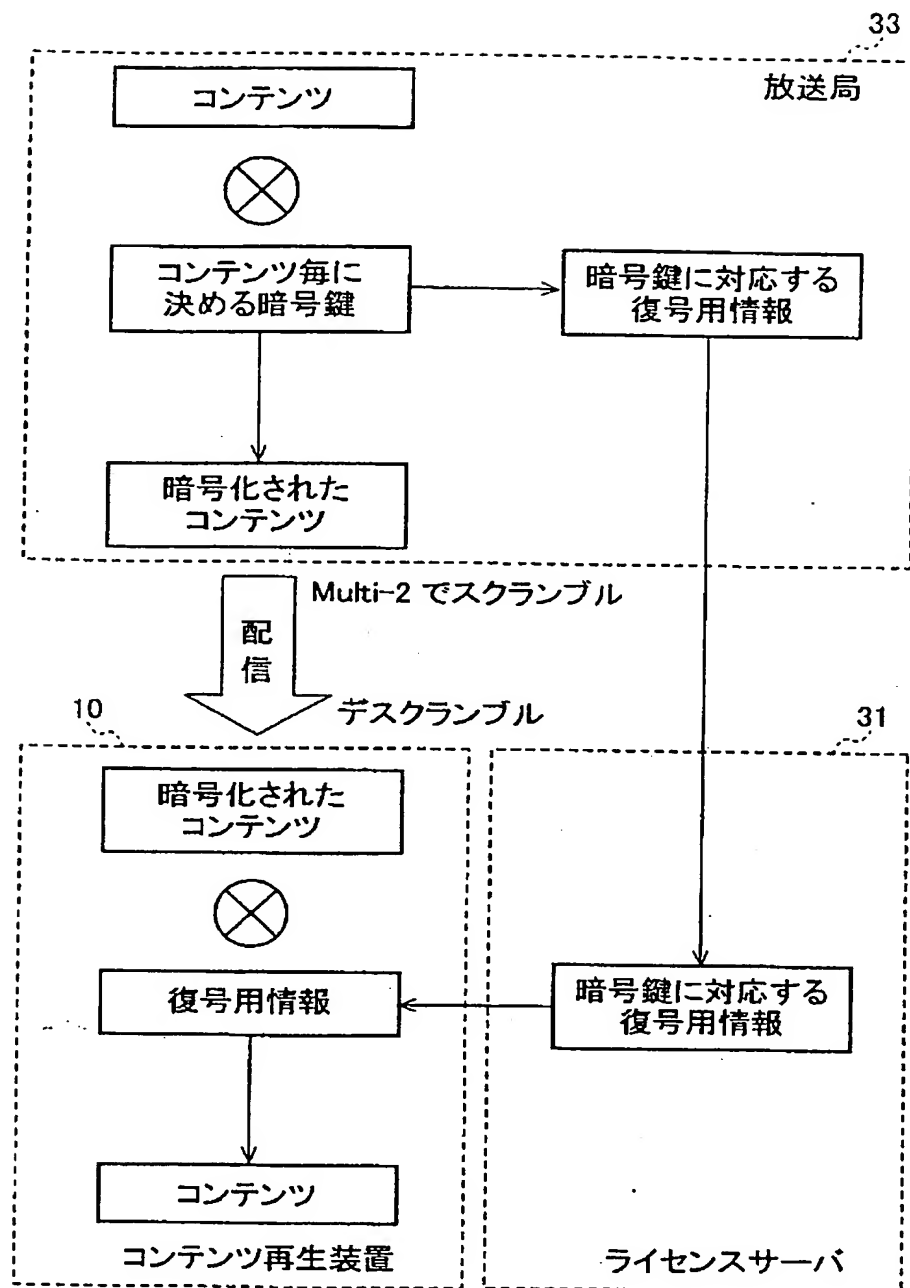 33
放送局
コンテンツ
コンテンツ毎に
決める暗号鍵
暗号鍵に対応する
復号用情報
暗号化された
コンテンツ
Multi-2 でスクランブル
配
信
デスクランブル
10
31
暗号化された
コンテンツ
復号用情報
暗号鍵に対応する
復号用情報
コンテンツ
コンテンツ再生装置
ライセンスサーバ